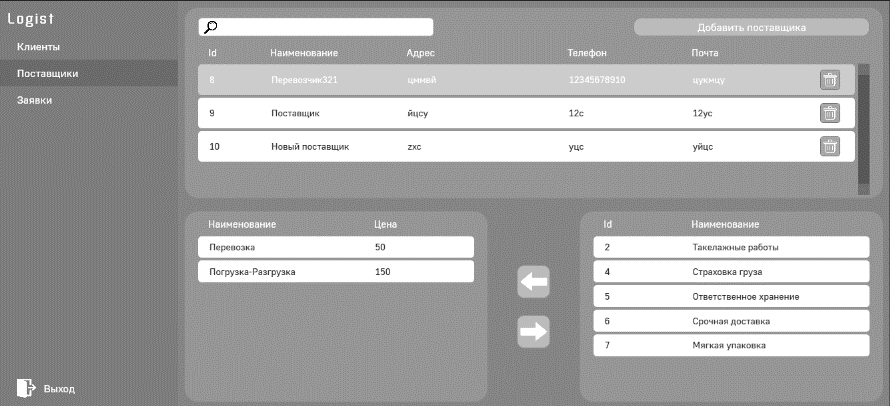 Logist
Клиенты
Поставщики
Заявки
Выход
Добавить поставщика
Id Наименование Адрес Телефон Почта
8 Перевозчик321 цммвй 12345678910 цукмцу
9 Поставщик йцсу 12с 12ус
10 Новый поставщик zxc уцс уйцс
Наименование Цена
Перевозка 50
Погрузка-Разгрузка 150
Id Наименование
2 Такелажные работы
4 Страховка груза
5 Ответственное хранение
6 Срочная доставка
7 Мягкая упаковка